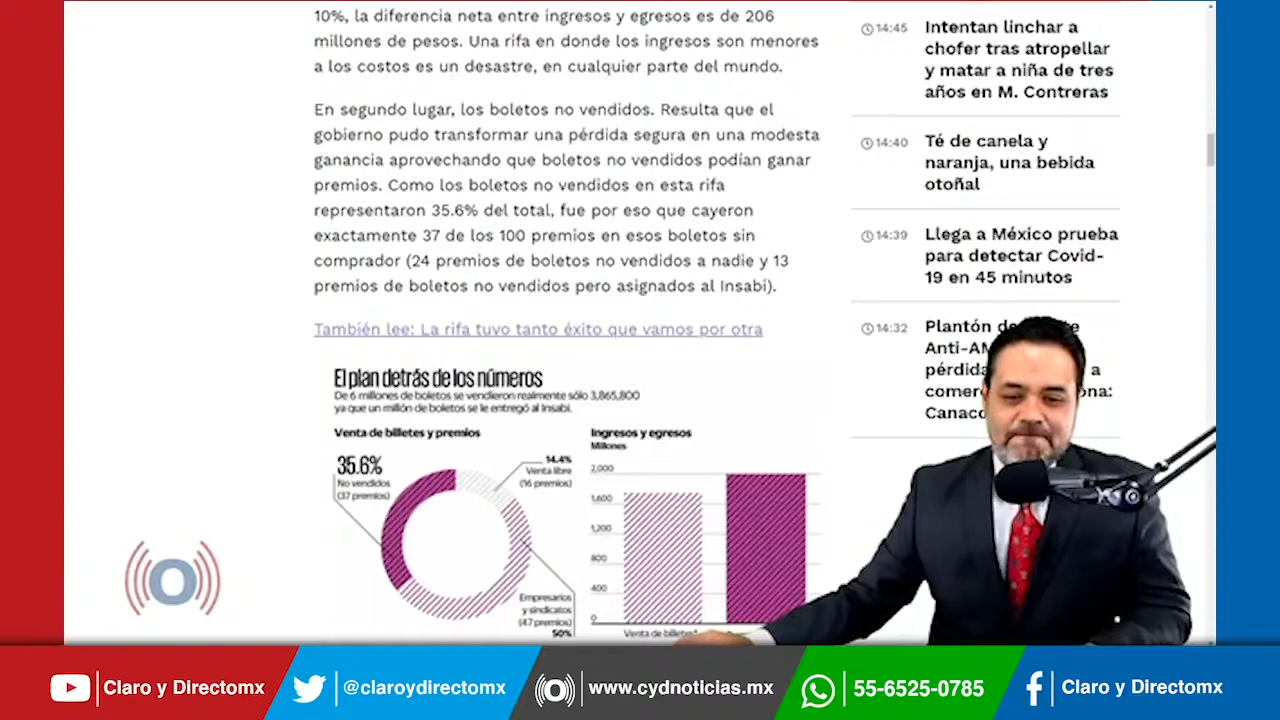 10%, la diferencia neta entre ingresos y egresos es de 206
millones de pesos. Una rifa en donde los ingresos son menores
a los costos es un desastre, en cualquier parte del mundo.
En segundo lugar, los boletos no vendidos. Resulta que el
gobierno pudo transformar una pérdida segura en una modesta
ganancia aprovechando que boletos no vendidos podían ganar
premios. Como los boletos no vendidos en esta rifa
representaron 35.6% del total, fue por eso que cayeron
exactamente 37 de los 100 premios en esos boletos sin
comprador (24 premios de boletos no vendidos a nadie y 13
premios de boletos no vendidos pero asignados al Insabi).
También lee: La rifa tuvo tanto éxito que vamos por otra
El plan detrás de los números
De 6 millones de boletos se vendieron realmente sólo 3,865,800
ya que un millón de boletos se le entregó al Insabi.
Venta de billetes y premios
35.6%
No vendidos
(37 premios)
14.4%
Venta libre
(16 premios)
Empresarios
y sindicatos
(47 premios)
50%
Ingresos y egresos
Millones
2,000
1,600
1,200
800
400
0
Venta de billetes
14:45
Intentan linchar a
chofer tras atropellar
y matar a niña de tres
años en M. Contreras
14:40
Té de canela y
naranja, una bebida
otoñal
14:39
Llega a México prueba
para detectar Covid-
19 en 45 minutos
14:32
Plantón de
Anti-AM
pérdida a
comer ona:
Canaco
Claro y Directomx
@claroydirectomx
www.cydnoticias.mx
55-6525-0785
Claro y Directomx